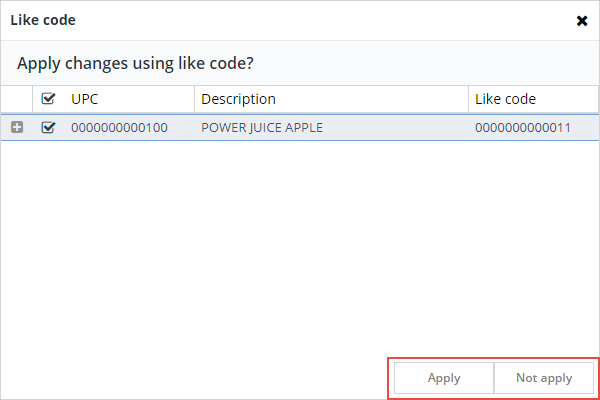 Like code
Apply changes using like code?
UPC Description Like code
0000000000100 POWER JUICE APPLE 0000000000011
Apply Not apply